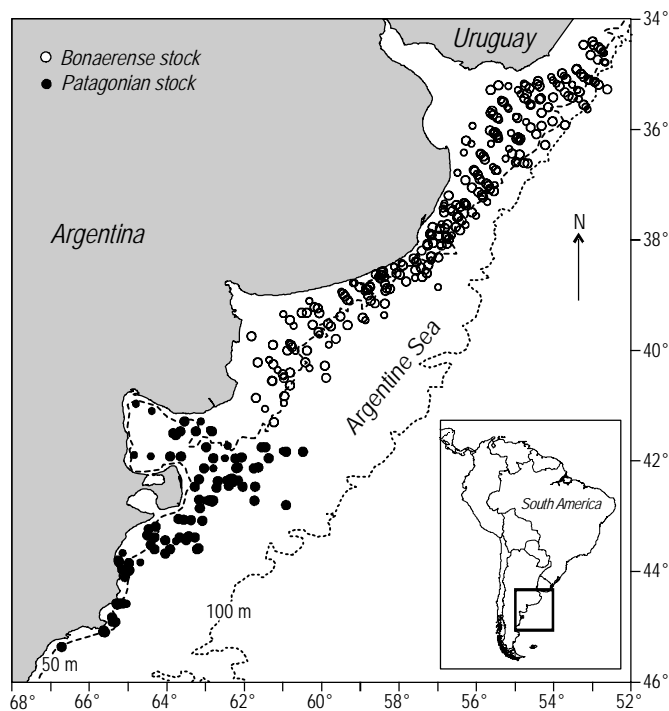 Bonaerense stock
Patagonian stock
Uruguay
34°
36°
Argentina
N
38°
Argentine Sea
40°
42°
South America
44°
100 m
50 m
46°
68° 66° 64° 62° 60° 58° 56° 54° 52°